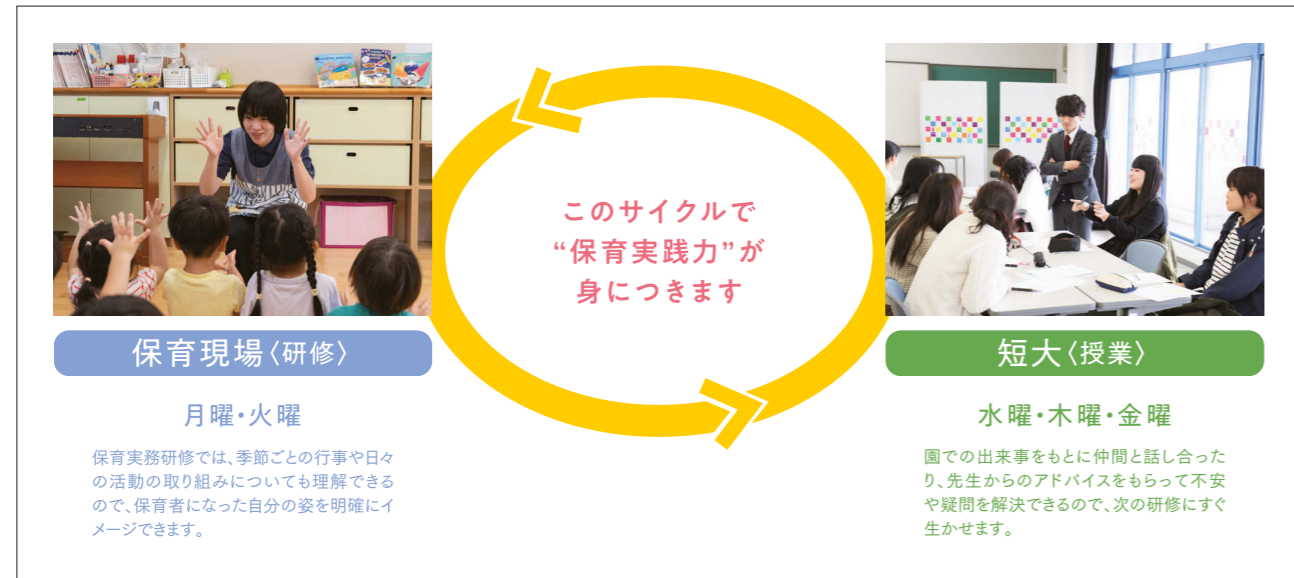 このサイクルで
“保育実践力”が
身につきます
保育現場〈研修〉
月曜・火曜
保育実務研修では、季節ごとの行事や日々
の活動の取り組みについても理解できる
ので、保育者になった自分の姿を明確にイ
メージできます。
短大〈授業〉
水曜・木曜・金曜
園での出来事をもとに仲間と話し合った
り、先生からのアドバイスをもらって不安
や疑問を解決できるので、次の研修にすぐ
生かせます。